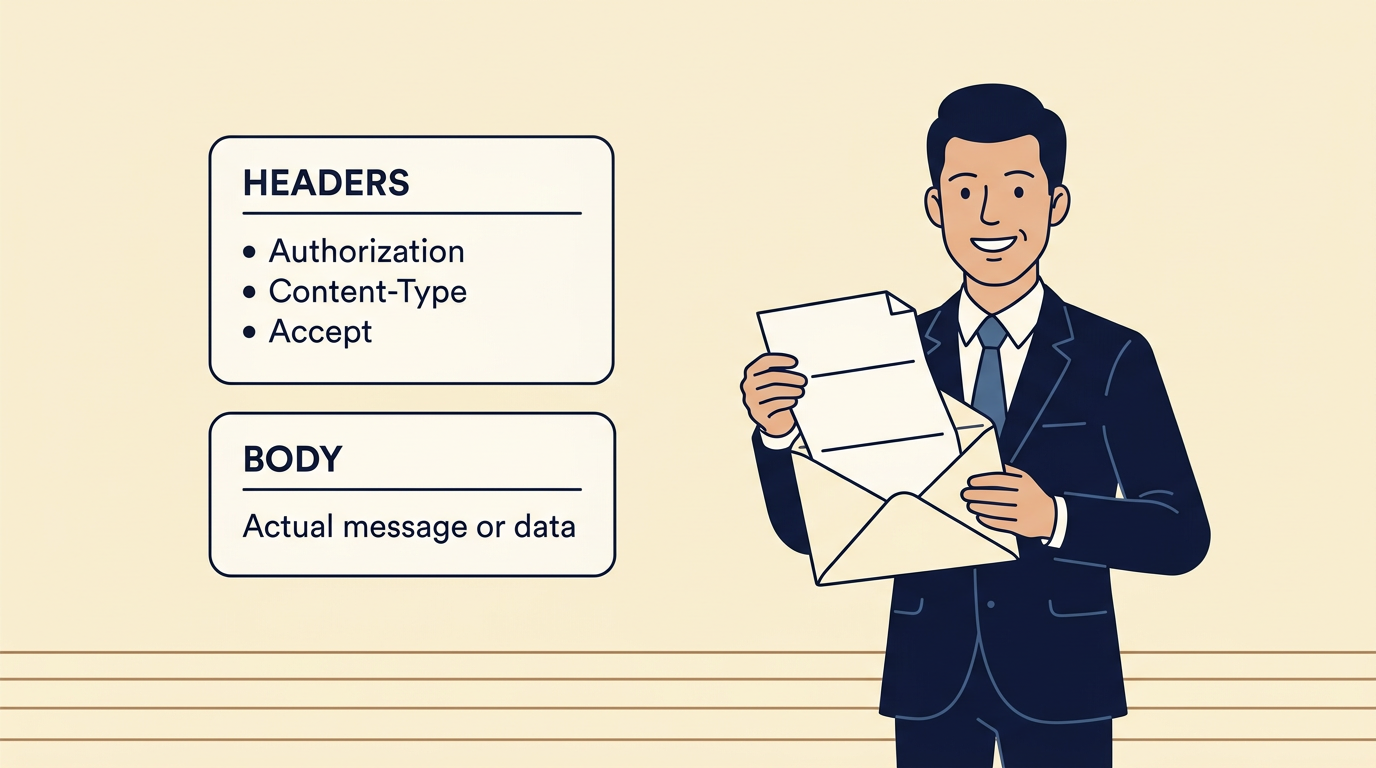 HEADERS
• Authorization
• Content-Type
• Accept
BODY
Actual message or data